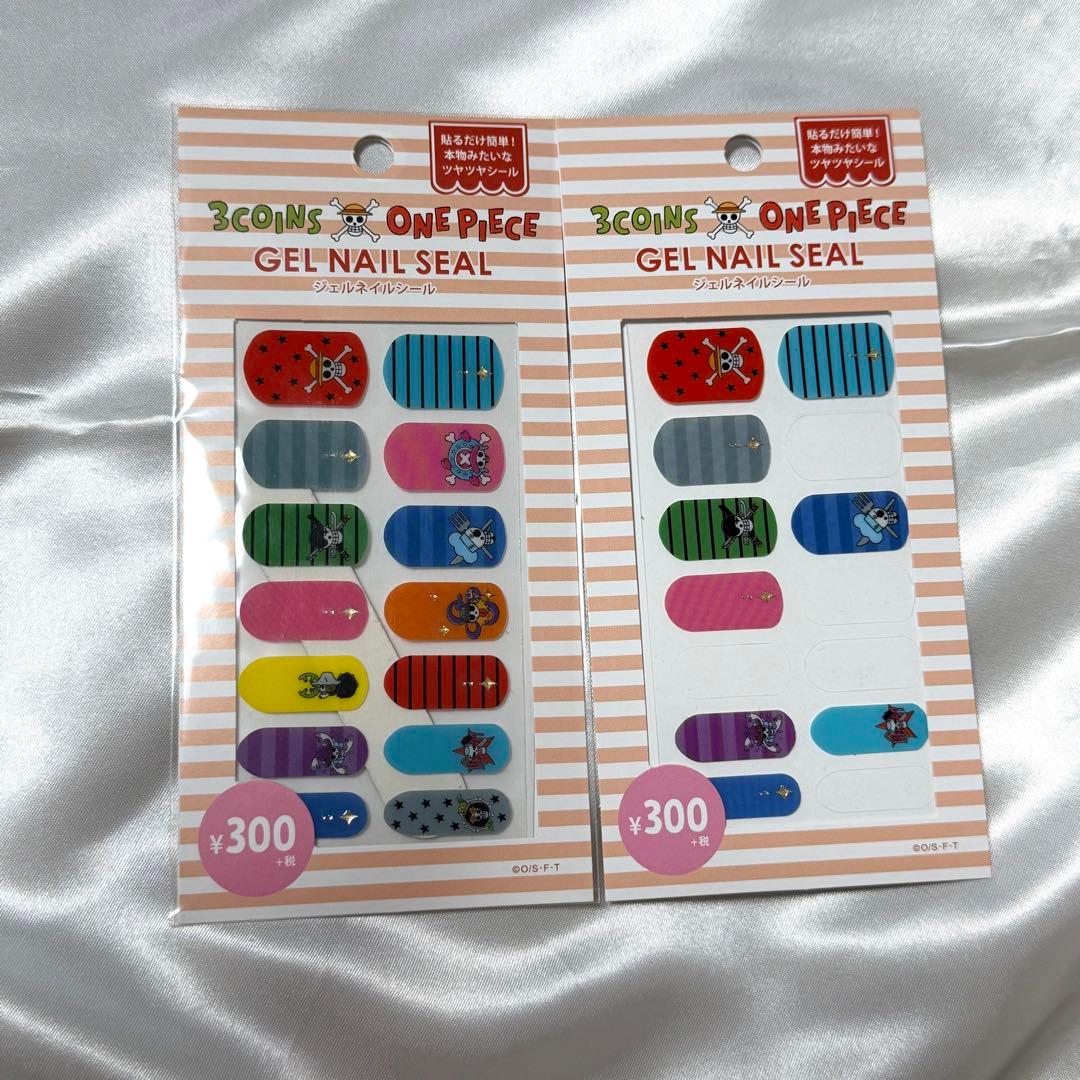 貼るだけ簡単！
本物みたいな
ツヤツヤシール
3COINS ONE PIECE
GEL NAIL SEAL
ジェルネイルシール
¥300
+税
©O/S・F・T
貼るだけ簡単！
本物みたいな
ツヤツヤシール
3COINS ONE PIECE
GEL NAIL SEAL
ジェルネイルシール
¥300
+税
©O/S・F・T